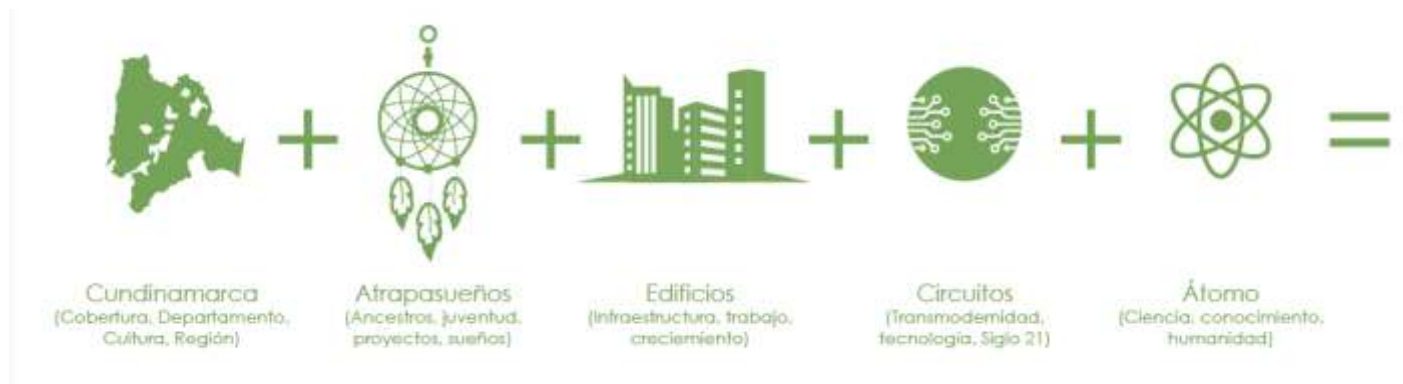 Cundinamarca
(Cobertura, Departamento,
Cultura, Región)
Atrapasueños
(Ancestros, juventud,
proyectos, sueños)
Edificios
(Infraestructura, trabajo,
creciemiento)
Circuitos
(Transmodernidad,
tecnología, Siglo 21)
Átomo
(Ciencia, conocimiento,
humanidad)